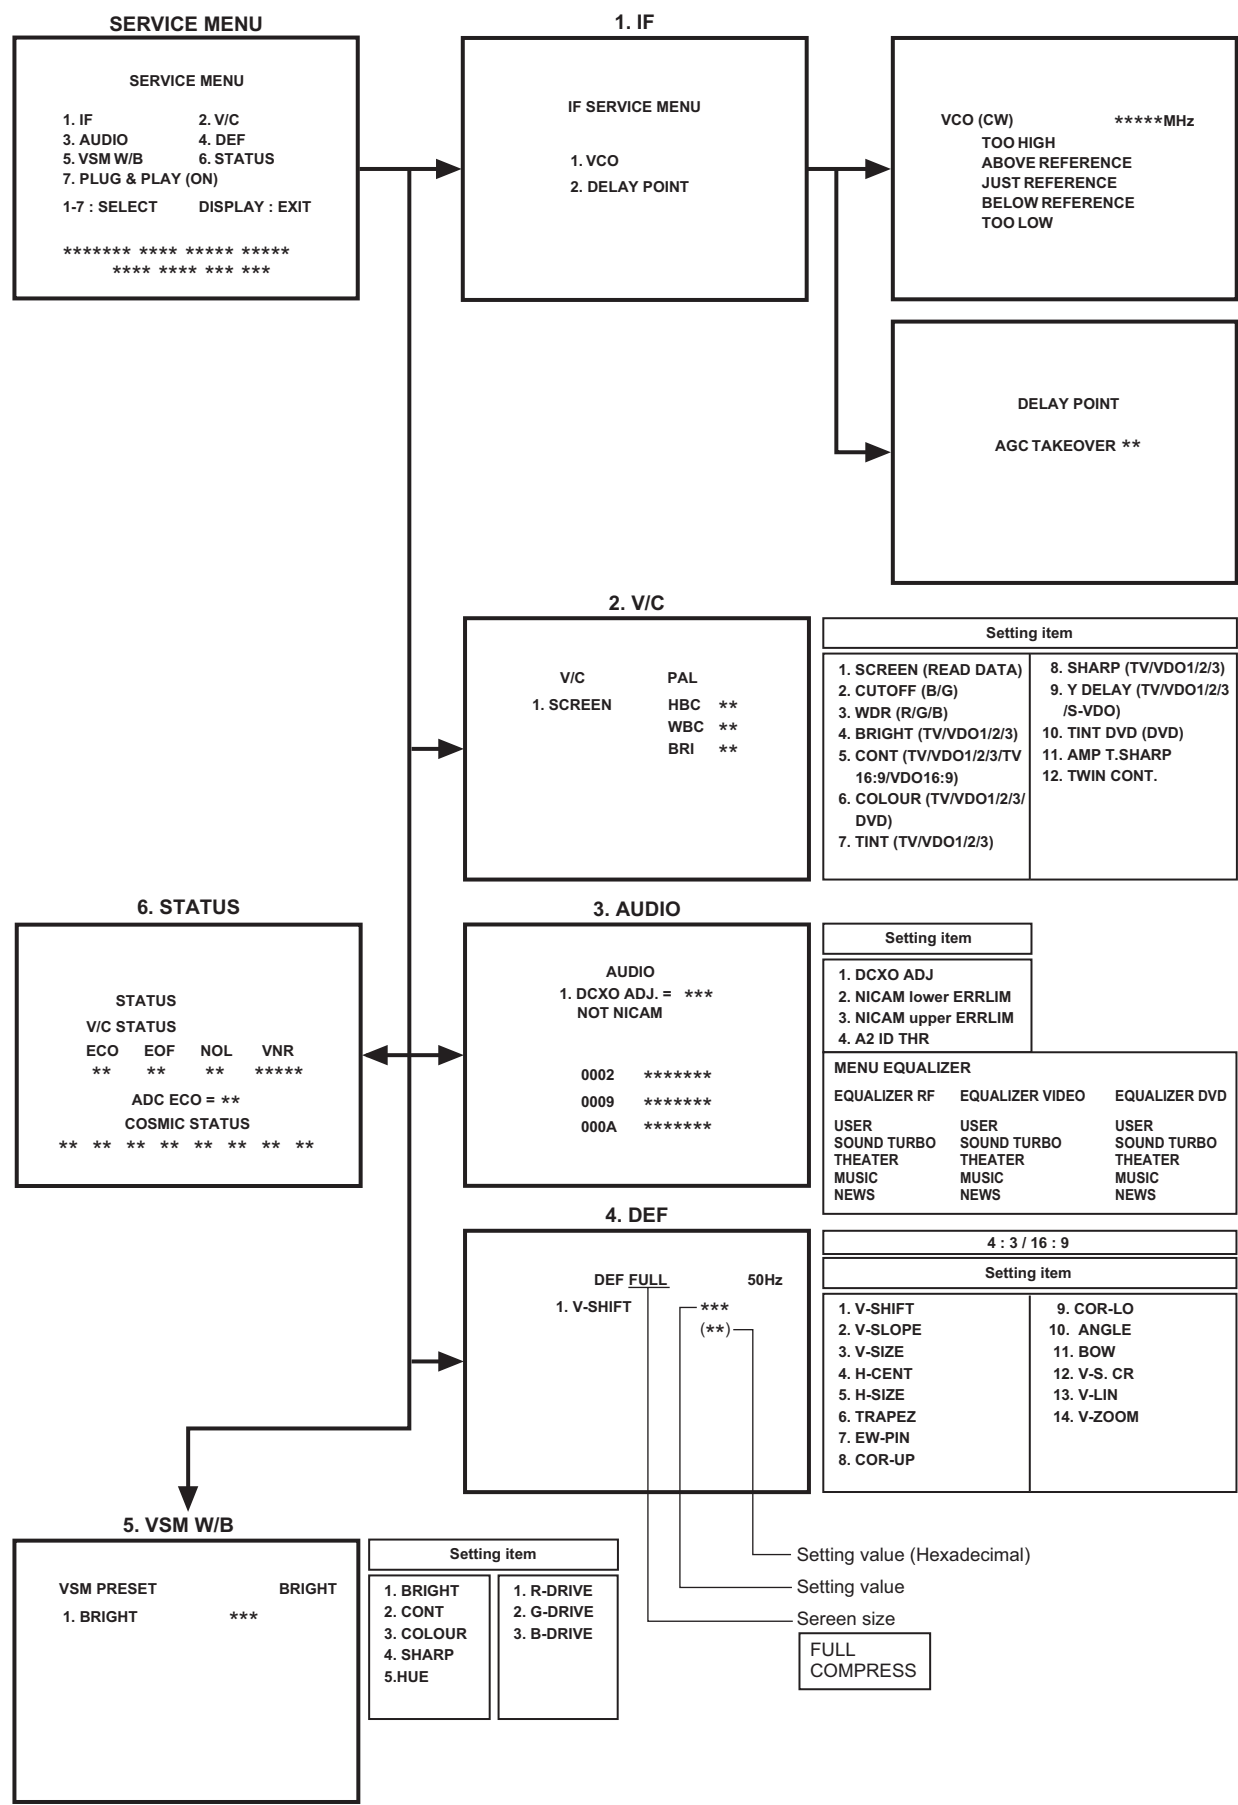 SERVICE MENU
SERVICE MENU
1. IF 2. V/C
3. AUDIO 4. DEF
5. VSM W/B 6. STATUS
7. PLUG & PLAY (ON)
1-7 : SELECT DISPLAY : EXIT
******* **** ***** *****
**** **** *** ***
1. IF
IF SERVICE MENU
1. VCO
2. DELAY POINT
VCO (CW) *****MHz
TOO HIGH
ABOVE REFERENCE
JUST REFERENCE
BELOW REFERENCE
TOO LOW
DELAY POINT
AGC TAKEOVER **
2. V/C
V/C PAL
1. SCREEN HBC **
WBC **
BRI **
Setting item
1. SCREEN (READ DATA)
2. CUTOFF (B/G)
3. WDR (R/G/B)
4. BRIGHT (TV/VDO1/2/3)
5. CONT (TV/VDO1/2/3/TV
16:9/VDO16:9)
6. COLOUR (TV/VDO1/2/3/
DVD)
7. TINT (TV/VDO1/2/3)
8. SHARP (TV/VDO1/2/3)
9. Y DELAY (TV/VDO1/2/3
/S-VDO)
10. TINT DVD (DVD)
11. AMP T.SHARP
12. TWIN CONT.
6. STATUS
STATUS
V/C STATUS
ECO EOF NOL VNR
** ** ** *****
ADC ECO = **
COSMIC STATUS
** ** ** ** ** ** ** **
3. AUDIO
AUDIO
1. DCXO ADJ. = ***
NOT NICAM
0002 *******
0009 *******
000A *******
Setting item
1. DCXO ADJ
2. NICAM lower ERRLIM
3. NICAM upper ERRLIM
4. A2 ID THR
MENU EQUALIZER
EQUALIZER RF EQUALIZER VIDEO EQUALIZER DVD
USER USER USER
SOUND TURBO SOUND TURBO SOUND TURBO
THEATER THEATER THEATER
MUSIC MUSIC MUSIC
NEWS NEWS NEWS
4. DEF
DEF FULL 50Hz
1. V-SHIFT ***
(**)
4 : 3 / 16 : 9
Setting item
1. V-SHIFT
2. V-SLOPE
3. V-SIZE
4. H-CENT
5. H-SIZE
6. TRAPEZ
7. EW-PIN
8. COR-UP
9. COR-LO
10. ANGLE
11. BOW
12. V-S. CR
13. V-LIN
14. V-ZOOM
Setting value (Hexadecimal)
Setting value
Sereen size
FULL
COMPRESS
5. VSM W/B
VSM PRESET BRIGHT
1. BRIGHT ***
Setting item
1. BRIGHT
2. CONT
3. COLOUR
4. SHARP
5.HUE
1. R-DRIVE
2. G-DRIVE
3. B-DRIVE